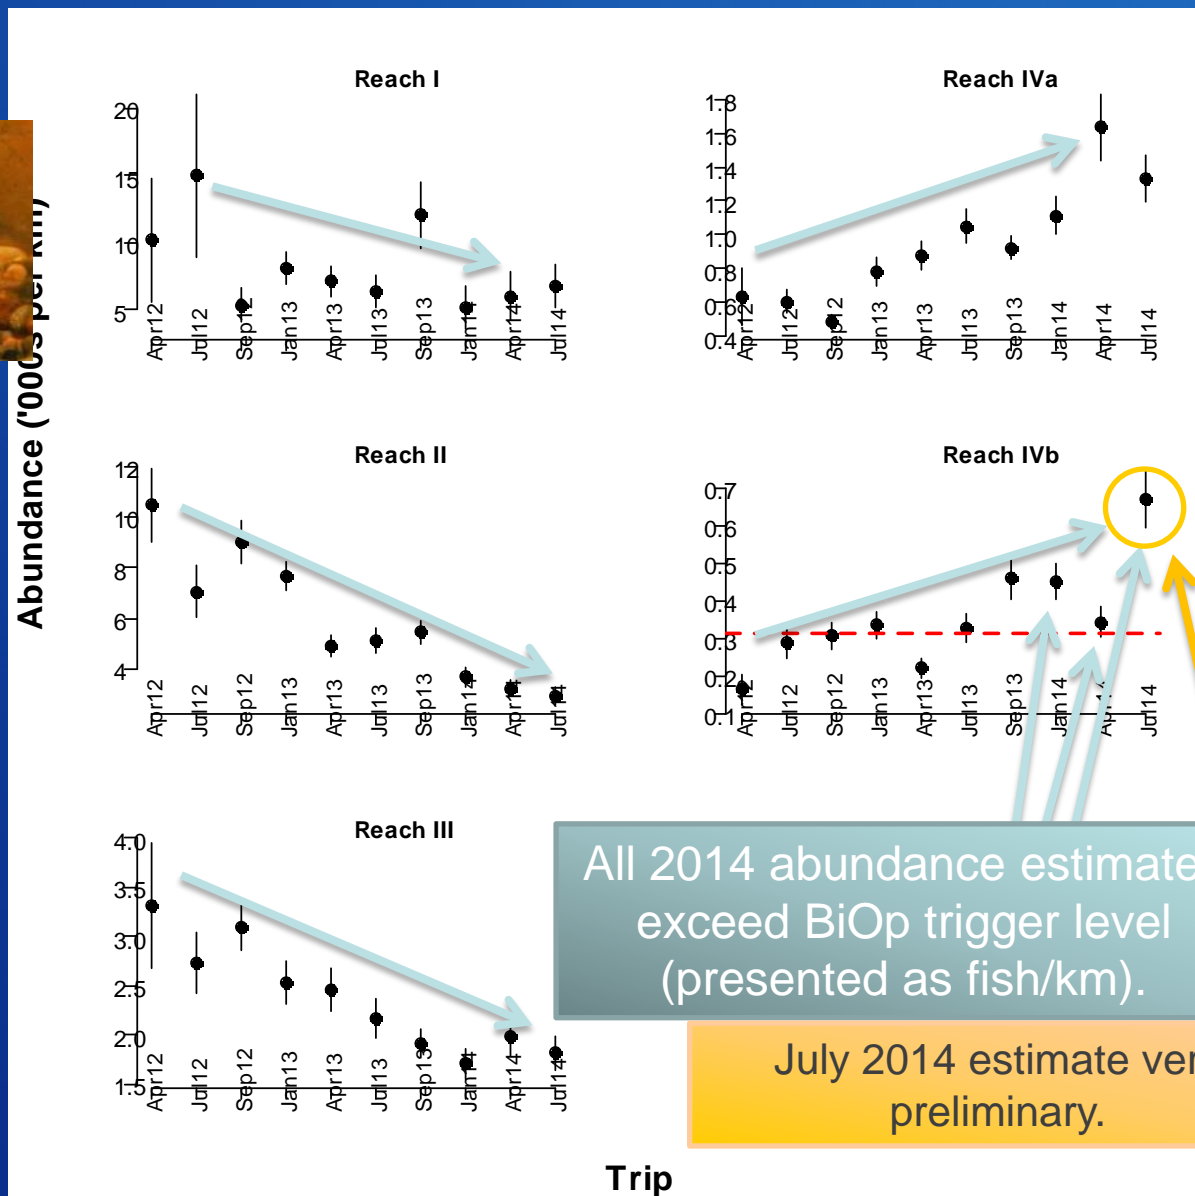 Abundance ('000s per km)
Reach I
20
15
10
5
Apr12 Jul12 Sep12 Jan13 Apr13 Jul13 Sep13 Jan14 Apr14 Jul14
Reach IVa
1.8
1.6
1.4
1.2
1.0
0.8
0.6
0.4
Apr12 Jul12 Sep12 Jan13 Apr13 Jul13 Sep13 Jan14 Apr14 Jul14
Reach II
12
10
8
6
4
Apr12 Jul12 Sep12 Jan13 Apr13 Jul13 Sep13 Jan14 Apr14 Jul14
Reach IVb
0.7
0.6
0.5
0.4
0.3
0.2
0.1
Apr12 Jul12 Sep12 Jan13 Apr13 Jul13 Sep13 Jan14 Apr14 Jul14
Reach III
4.0
3.5
3.0
2.5
2.0
1.5
Apr12 Jul12 Sep12 Jan13 Apr13 Jul13 Sep13 Jan14 Apr14 Jul14
All 2014 abundance estimate
exceed BiOp trigger level
(presented as fish/km).
July 2014 estimate ver
preliminary.
Trip